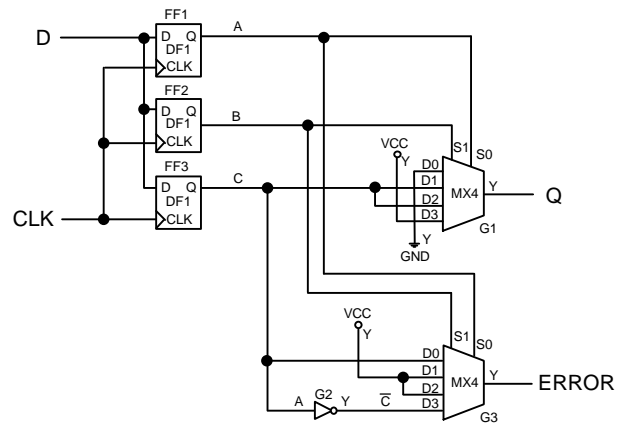 FF1
D
D Q
DF1
CLK
A
FF2
D Q
DF1
CLK
B
FF3
D Q
DF1
CLK
C
CLK
VCC
Y
S1
S0
D0
D1
D2
D3
MX4
Y
Q
G1
Y
GND
VCC
Y
S1
S0
D0
D1
D2
D3
MX4
Y
ERROR
G3
A
G2
Y
C̅